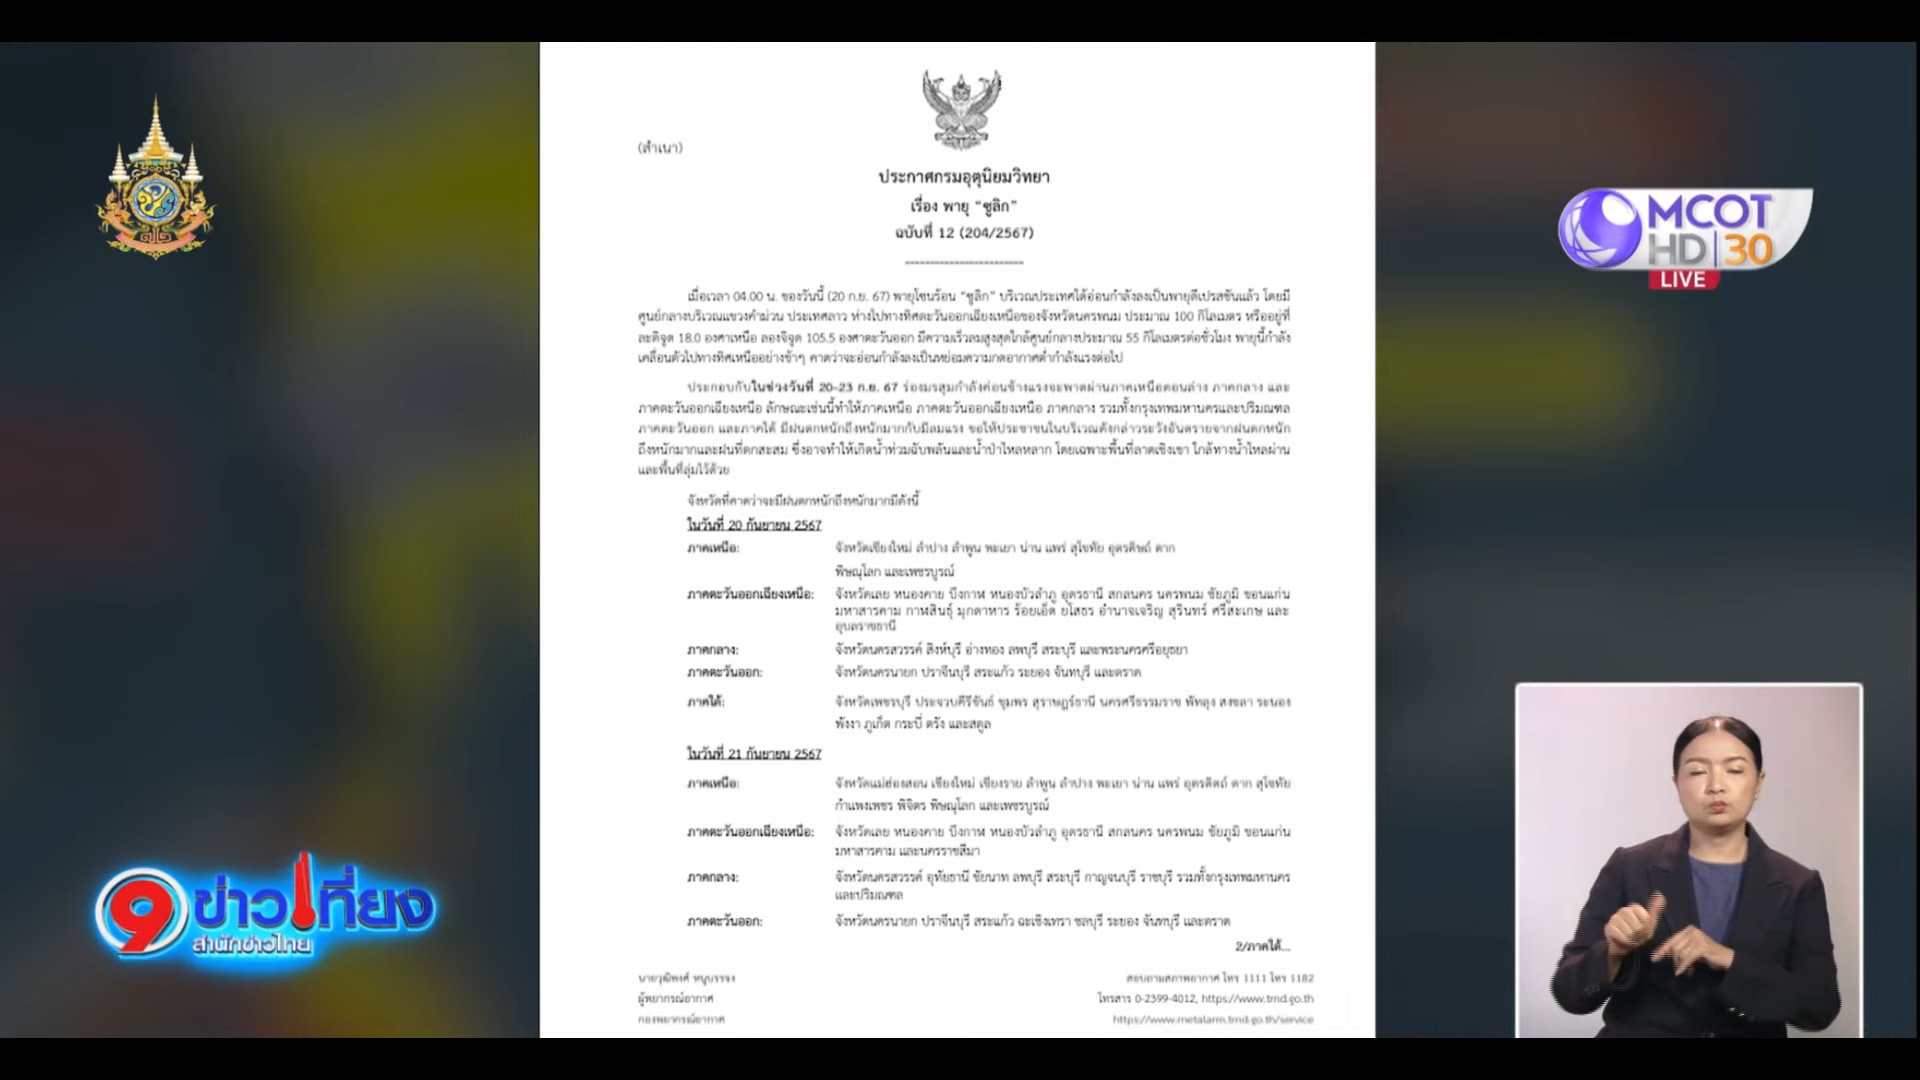 (สำเนา)
ประกาศกรมอุตุนิยมวิทยา
เรื่อง พายุ “ซูลิก”
ฉบับที่ 12 (204/2567)
เมื่อเวลา 04.00 น. ของวันนี้ (20 ก.ย. 67) พายุโซนร้อน “ซูลิก” บริเวณประเทศได้อ่อนกำลังลงเป็นพายุดีเปรสชันแล้ว โดยมี
ศูนย์กลางบริเวณแขวงคำม่วน ประเทศลาว ห่างไปทางทิศตะวันออกเฉียงเหนือของจังหวัดนครพนม ประมาณ 100 กิโลเมตร หรืออยู่ที่
ละติจูด 18.0 องศาเหนือ ลองจิจูด 105.5 องศาตะวันออก มีความเร็วลมสูงสุดใกล้ศูนย์กลางประมาณ 55 กิโลเมตรต่อชั่วโมง พายุนี้กำลัง
เคลื่อนตัวไปทางทิศเหนืออย่างช้าๆ คาดว่าจะอ่อนกำลังลงเป็นหย่อมความกดอากาศต่ำกำลังแรงต่อไป
ประกอบกับในช่วงวันที่ 20-23 ก.ย. 67 ร่องมรสุมกำลังค่อนข้างแรงจะพาดผ่านภาคเหนือตอนล่าง ภาคกลาง และ
ภาคตะวันออกเฉียงเหนือ ลักษณะเช่นนี้ทำให้ภาคเหนือ ภาคตะวันออกเฉียงเหนือ ภาคกลาง รวมทั้งกรุงเทพมหานครและปริมณฑล
ภาคตะวันออก และภาคใต้ มีฝนตกหนักถึงหนักมากกับมีลมแรง ขอให้ประชาชนในบริเวณดังกล่าวระวังอันตรายจากฝนตกหนัก
ถึงหนักมากและฝนที่ตกสะสม ซึ่งอาจทำให้เกิดน้ำท่วมฉับพลันและน้ำป่าไหลหลาก โดยเฉพาะพื้นที่ลาดเชิงเขา ใกล้ทางน้ำไหลผ่าน
และพื้นที่ลุ่มไว้ด้วย
จังหวัดที่คาดว่าจะมีฝนตกหนักถึงหนักมากมีดังนี้
ในวันที่ 20 กันยายน 2567
ภาคเหนือ: จังหวัดเชียงใหม่ ลำปาง ลำพูน พะเยา น่าน แพร่ สุโขทัย อุตรดิษถ์ ตาก
พิษณุโลก และเพชรบูรณ์
ภาคตะวันออกเฉียงเหนือ: จังหวัดเลย หนองคาย บึงกาฬ หนองบัวลำภู อุดรธานี สกลนคร นครพนม ชัยภูมิ ขอนแก่น
มหาสารคาม กาฬสินธุ์ มุกดาหาร ร้อยเอ็ด ยโสธร อำนาจเจริญ สุรินทร์ ศรีสะเกษ และ
อุบลราชธานี
ภาคกลาง: จังหวัดนครสวรรค์ สิงห์บุรี อ่างทอง ลพบุรี สระบุรี และพระนครศรีอยุธยา
ภาคตะวันออก: จังหวัดนครนายก ปราจีนบุรี สระแก้ว ระยอง จันทบุรี และตราด
ภาคใต้: จังหวัดเพชรบุรี ประจวบคีรีขันธ์ ชุมพร สุราษฎร์ธานี นครศรีธรรมราช พัทลุง สงขลา ระนอง
พังงา ภูเก็ต กระบี่ ตรัง และสตูล
ในวันที่ 21 กันยายน 2567
ภาคเหนือ: จังหวัดแม่ฮ่องสอน เชียงใหม่ เชียงราย ลำพูน ลำปาง พะเยา น่าน แพร่ อุตรดิตถ์ ตาก สุโขทัย
กำแพงเพชร พิจิตร พิษณุโลก และเพชรบูรณ์
ภาคตะวันออกเฉียงเหนือ: จังหวัดเลย หนองคาย บึงกาฬ หนองบัวลำภู อุดรธานี สกลนคร นครพนม ชัยภูมิ ขอนแก่น
มหาสารคาม และนครราชสีมา
ภาคกลาง: จังหวัดนครสวรรค์ อุทัยธานี ชัยนาท ลพบุรี สระบุรี กาญจนบุรี ราชบุรี รวมทั้งกรุงเทพมหานคร
และปริมณฑล
ภาคตะวันออก: จังหวัดนครนายก ปราจีนบุรี สระแก้ว ฉะเชิงเทรา ชลบุรี ระยอง จันทบุรี และตราด
2/ภาคใต้...
นายวุฒิพงศ์ หนูบรรจง
ผู้พยากรณ์อากาศ
กองพยากรณ์อากาศ
สอบถามสภาพอากาศ โทร 1111 โทร 1182
โทรสาร 0-2399-4012, https://www.tmd.go.th
https://www.metalarm.tmd.go.th/service
MCOT
HD 30
LIVE
9 ข่าวเที่ยง
สำนักข่าวไทย